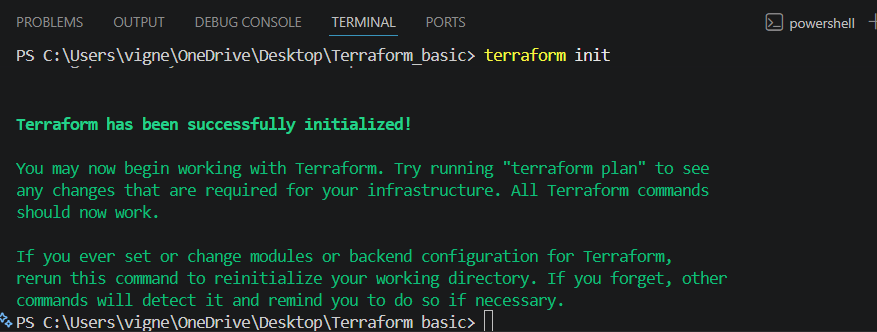 PROBLEMS OUTPUT DEBUG CONSOLE TERMINAL PORTS powershell
PS C:\Users\vigne\OneDrive\Desktop\Terraform_basic> terraform init
Terraform has been successfully initialized!
You may now begin working with Terraform. Try running "terraform plan" to see
any changes that are required for your infrastructure. All Terraform commands
should now work.
If you ever set or change modules or backend configuration for Terraform,
rerun this command to reinitialize your working directory. If you forget, other
commands will detect it and remind you to do so if necessary.
PS C:\Users\vigne\OneDrive\Desktop\Terraform basic>